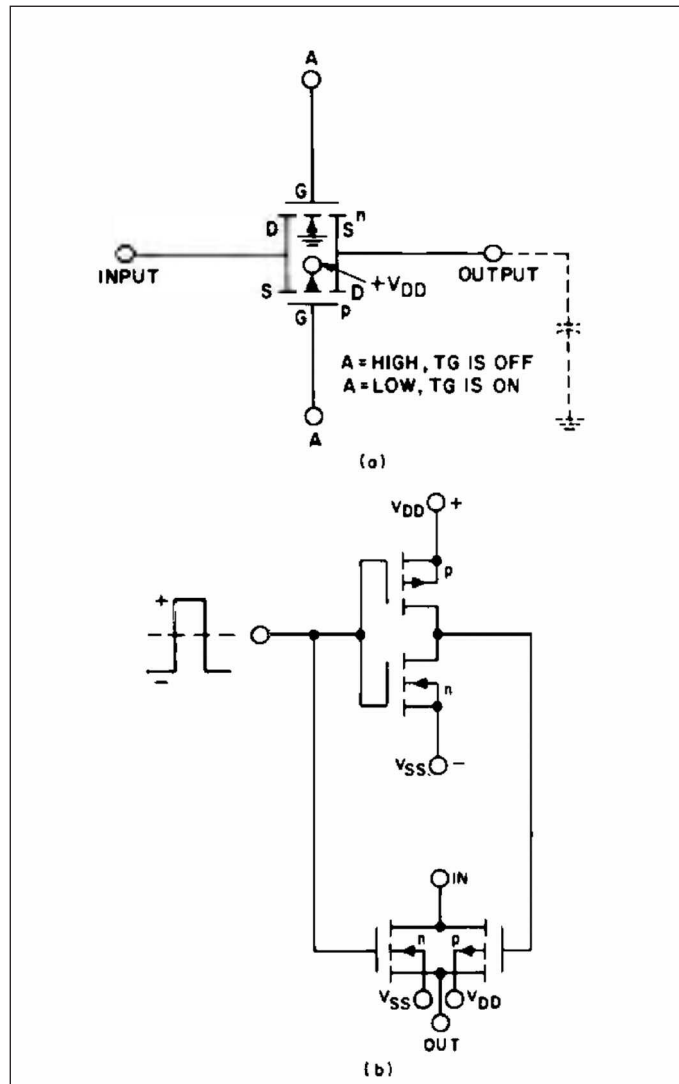 A
G
n
D
S
INPUT
OUTPUT
+VDD
S
D
G
p
A = HIGH, TG IS OFF
A = LOW, TG IS ON
A
(a)
VDD +
p
+
−
n
VSS −
IN
n
p
VSS
VDD
OUT
(b)